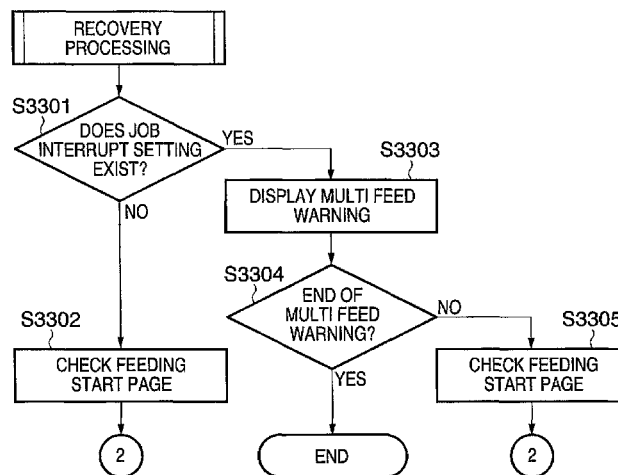 RECOVERY
PROCESSING
S3301
DOES JOB
INTERRUPT SETTING
EXIST?
YES
NO
S3303
DISPLAY MULTI FEED
WARNING
S3304
END OF
MULTI FEED
WARNING?
NO
YES
S3302
CHECK FEEDING
START PAGE
S3305
CHECK FEEDING
START PAGE
2
END
2